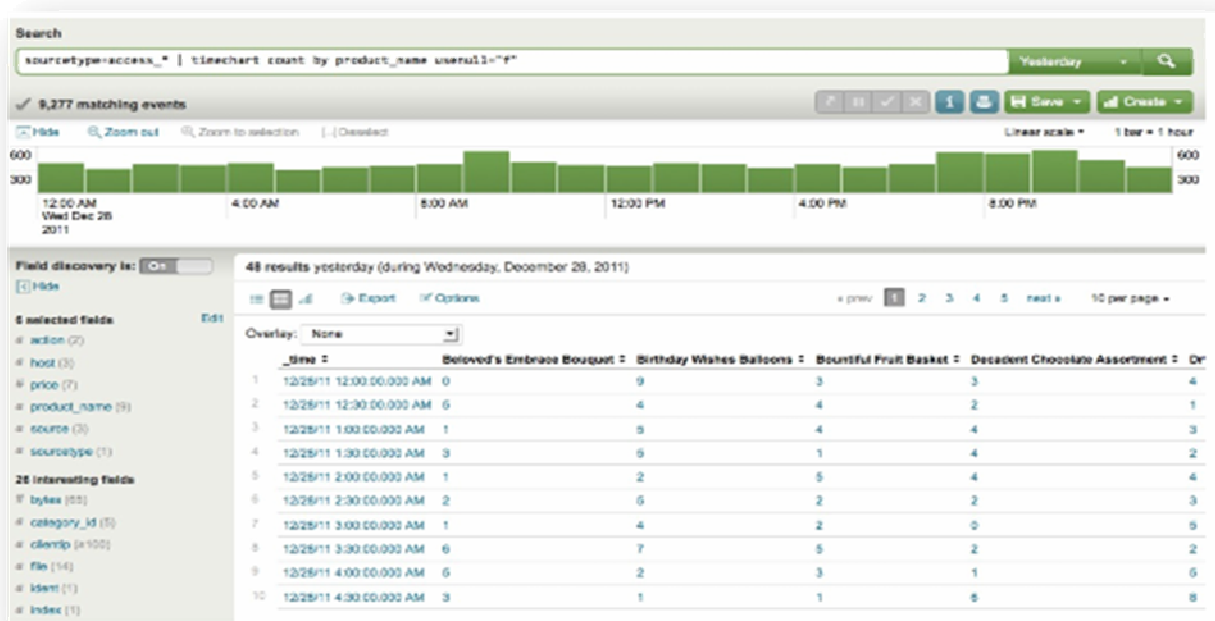 Search
sourcetype=access_* | timechart count by product_name usenull="f"
Yesterday
9,277 matching events
i
Save
Create
Hide
Zoom out
Zoom to selection
[--] Deselect
Linear scale
1 bar = 1 hour
600
600
300
300
12:00 AM
4:00 AM
8:00 AM
12:00 PM
4:00 PM
8:00 PM
Wed Dec 28
2011
Field discovery is: On
Hide
6 selected fields Edit
action (2)
host (3)
price (7)
product_name (9)
source (3)
sourcetype (1)
28 interesting fields
bytes
category_id (5)
clientip (≥100)
file (14)
ident (1)
index (1)
48 results yesterday (during Wednesday, December 28, 2011)
Export
Options
« prev 1 2 3 4 5 next »
10 per page
Overlay: None
_time Beloved's Embrace Bouquet Birthday Wishes Balloons Bountiful Fruit Basket Decadent Chocolate Assortment Dr
1 12/28/11 12:00:00.000 AM 0 9 3 3 4
2 12/28/11 12:30:00.000 AM 4 4 2 1
3 12/28/11 1:00:00.000 AM 1 5 4 4 3
4 12/28/11 1:30:00.000 AM 3 1 4 2
5 12/28/11 2:00:00.000 AM 1 2 5 4 4
6 12/28/11 2:30:00.000 AM 2 2 2 3
7 12/28/11 3:00:00.000 AM 1 4 2 0
8 12/28/11 3:30:00.000 AM 6 7 5 2 2
9 12/28/11 4:00:00.000 AM 2 3 1
10 12/28/11 4:30:00.000 AM 3 1 1